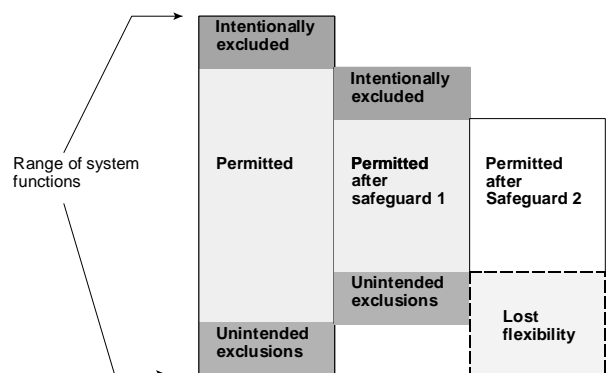 Intentionally
excluded
Intentionally
excluded
Range of system
functions
Permitted
Permitted
after
safeguard 1
Permitted
after
Safeguard 2
Unintended
exclusions
Lost
flexibility
Unintended
exclusions